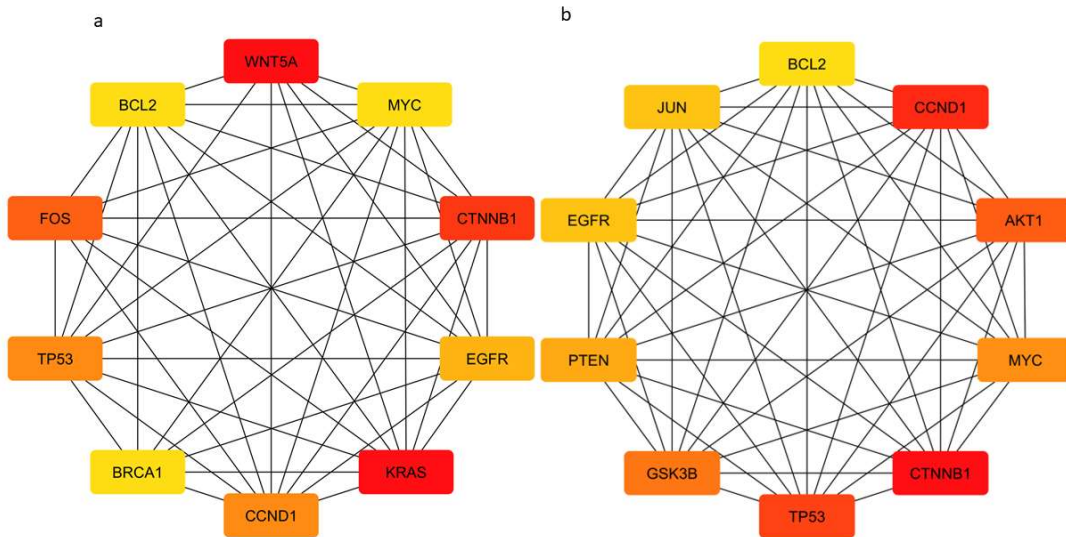 a
WNT5A
BCL2
MYC
FOS
CTNNB1
TP53
EGFR
BRCA1
KRAS
CCND1
b
BCL2
JUN
CCND1
EGFR
AKT1
PTEN
MYC
GSK3B
CTNNB1
TP53